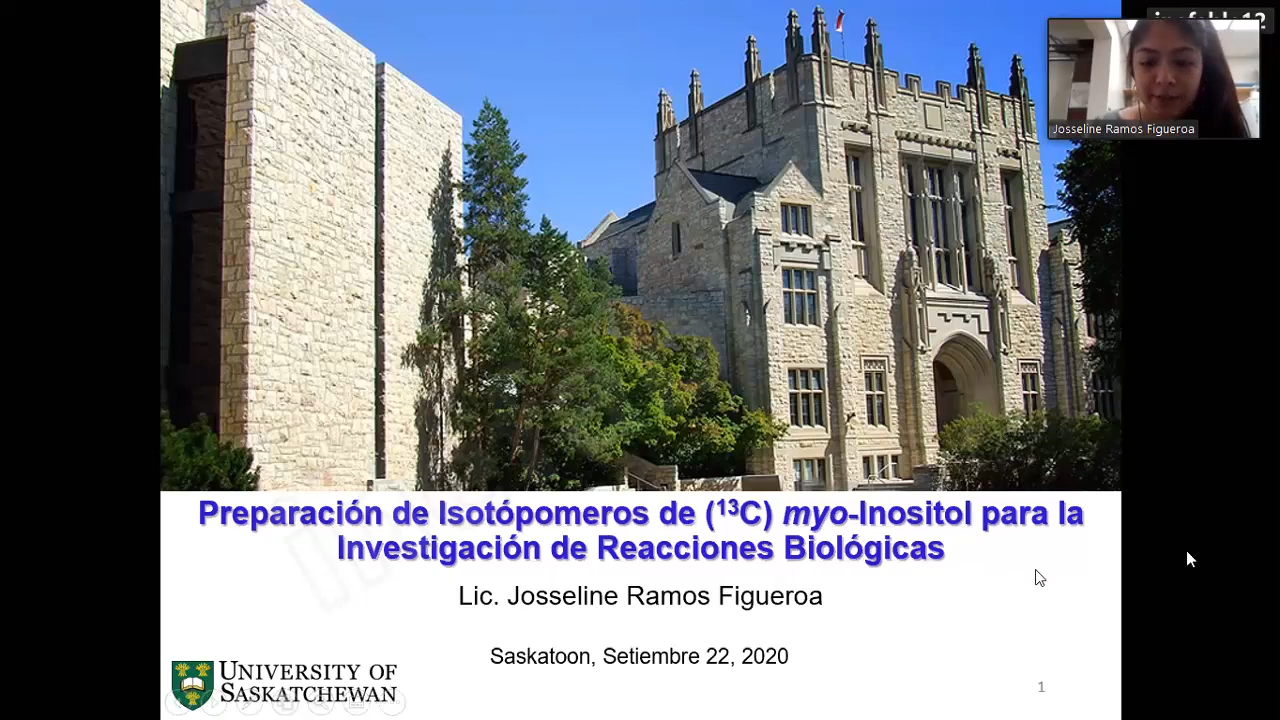 Josseline Ramos Figueroa
Preparación de Isotópomeros de (¹³C) myo-Inositol para la
Investigación de Reacciones Biológicas
Lic. Josseline Ramos Figueroa
Saskatoon, Setiembre 22, 2020
UNIVERSITY OF
SASKATCHEWAN
1